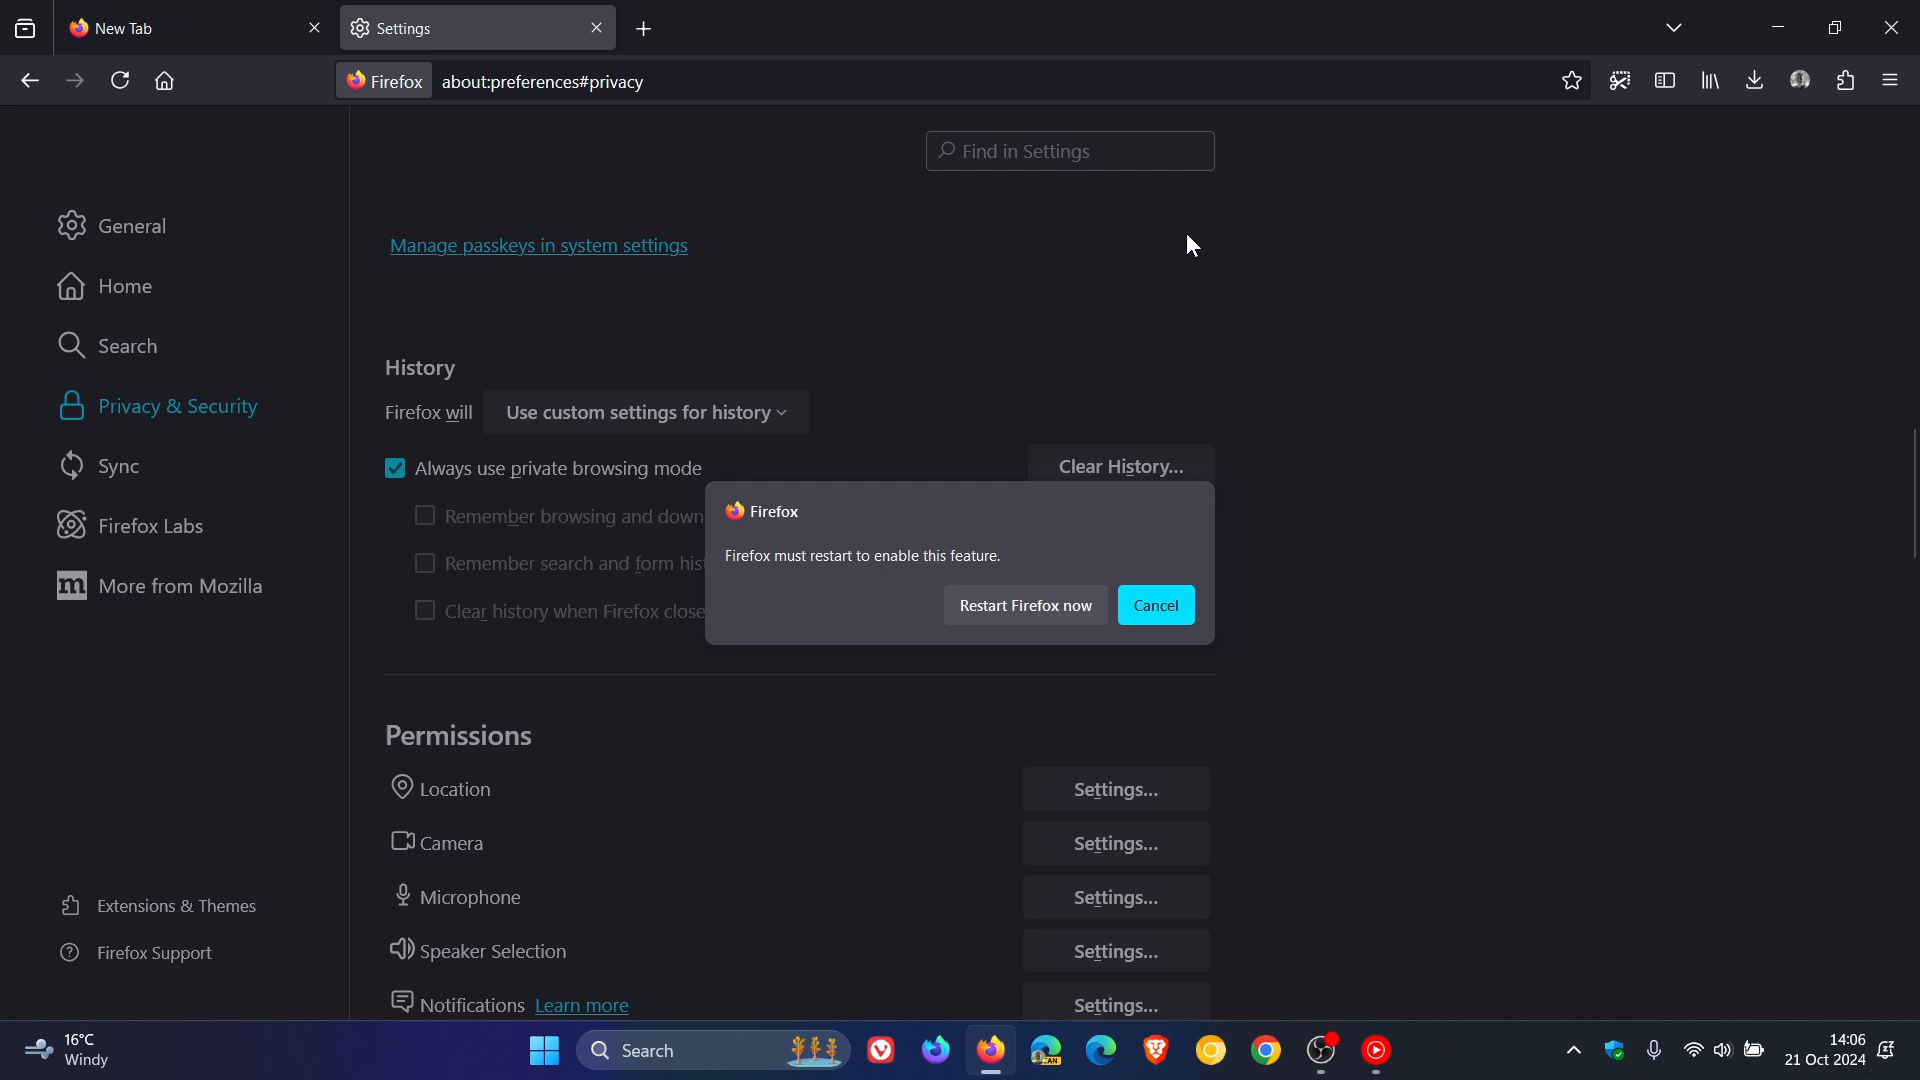 New Tab
Settings
Firefox
about:preferences#privacy
Find in Settings
General
Home
Search
Privacy & Security
Sync
Firefox Labs
m More from Mozilla
Extensions & Themes
Firefox Support
Manage passkeys in system settings
History
Firefox will Use custom settings for history
Always use private browsing mode
Clear History...
Remember browsing and down
Remember search and form his
Clear history when Firefox close
Firefox
Firefox must restart to enable this feature.
Restart Firefox now
Cancel
Permissions
Location Settings...
Camera Settings...
Microphone Settings...
Speaker Selection Settings...
Notifications Learn more Settings...
16°C
Windy
Search
CAN
14:06
21 Oct 2024